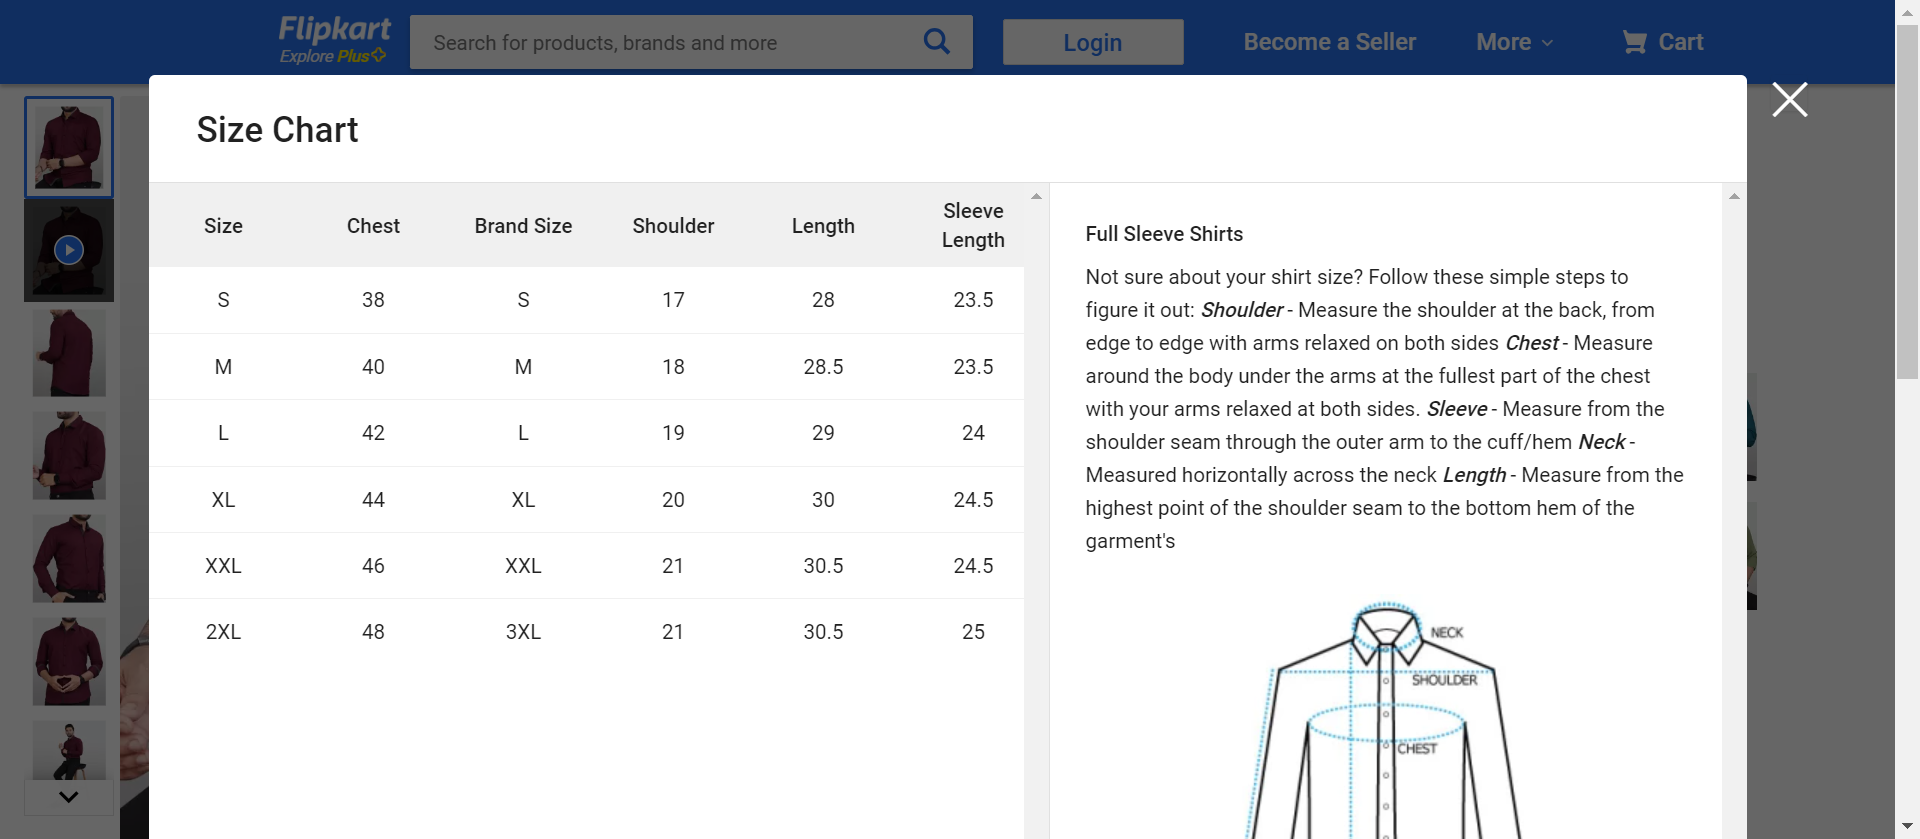 Flipkart
Explore Plus
Search for products, brands and more
Login
Become a Seller
More
Cart
Size Chart
Size Chest Brand Size Shoulder Length Sleeve Length
S 38 S 17 28 23.5
M 40 M 18 28.5 23.5
L 42 L 19 29 24
XL 44 XL 20 30 24.5
XXL 46 XXL 21 30.5 24.5
2XL 48 3XL 21 30.5 25
Full Sleeve Shirts
Not sure about your shirt size? Follow these simple steps to
figure it out: Shoulder - Measure the shoulder at the back, from
edge to edge with arms relaxed on both sides Chest - Measure
around the body under the arms at the fullest part of the chest
with your arms relaxed at both sides. Sleeve - Measure from the
shoulder seam through the outer arm to the cuff/hem Neck -
Measured horizontally across the neck Length - Measure from the
highest point of the shoulder seam to the bottom hem of the
garment's
NECK
SHOULDER
CHEST